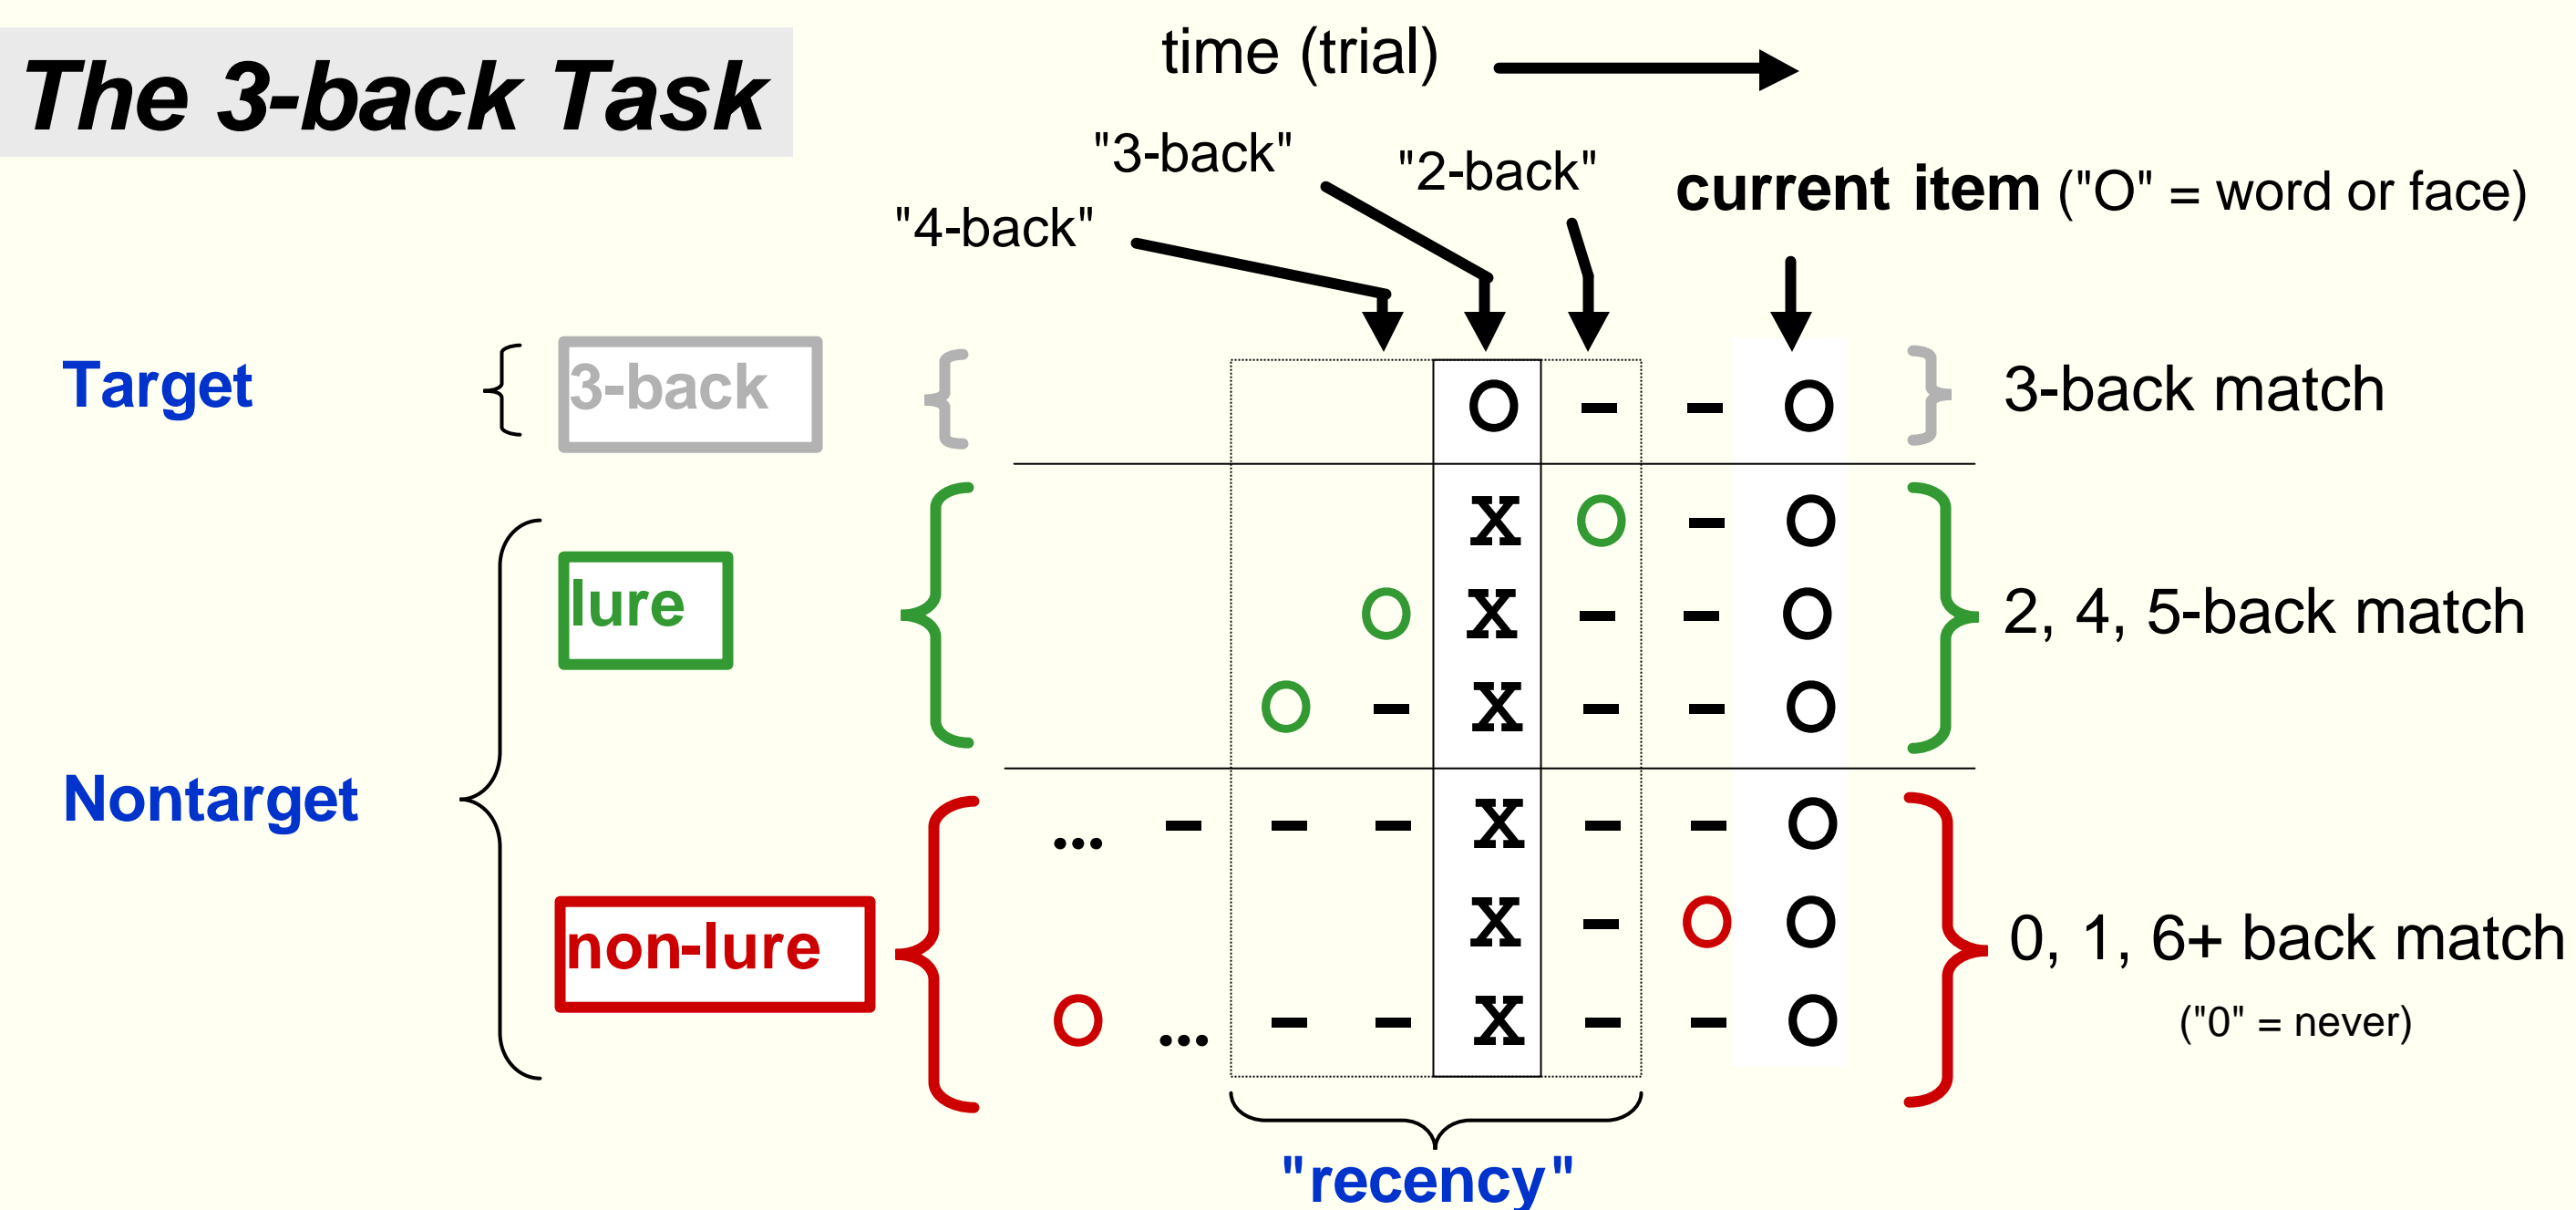 The 3-back Task
time (trial)
"3-back"
"2-back"
current item ("O" = word or face)
"4-back"
Target
3-back
O - - O
3-back match
X O - O
lure
O X - - O
2, 4, 5-back match
O - X - - O
Nontarget
... - - - X - - O
non-lure
X - O O
0, 1, 6+ back match
O ... - - X - - O
("0" = never)
"recency"